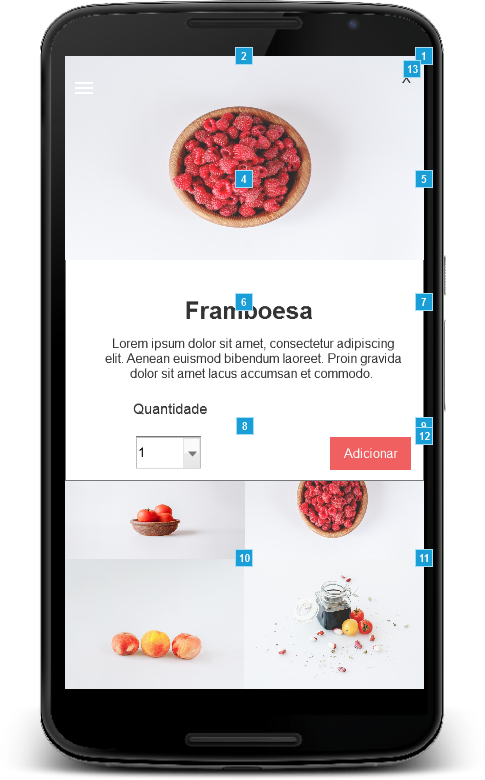 2
1
13
X
4
5
6
7
Framboesa
Lorem ipsum dolor sit amet, consectetur adipiscing
elit. Aenean euismod bibendum laoreet. Proin gravida
dolor sit amet lacus accumsan et commodo.
Quantidade
8
9
12
1
Adicionar
10
11